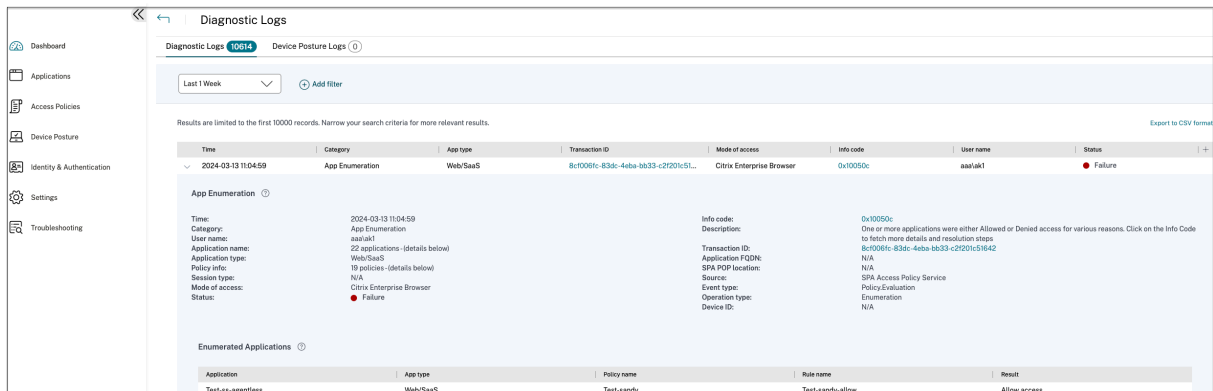 Diagnostic Logs
Dashboard
Applications
Access Policies
Device Posture
Identity & Authentication
Settings
Troubleshooting
Diagnostic Logs 10614 Device Posture Logs 0
Last 1 Week Add filter
Results are limited to the first 10000 records. Narrow your search criteria for more relevant results. Export to CSV format
Time Category App type Transaction ID Mode of access Info code User name Status
2024-03-13 11:04:59 App Enumeration Web/SaaS 8cf006fc-83dc-4eba-bb33-c2f201c51... Citrix Enterprise Browser 0x10050c aaa\ak1 Failure
App Enumeration
Time: 2024-03-13 11:04:59 Info code: 0x10050c
Category: App Enumeration Description: One or more applications were either Allowed or Denied access for various reasons. Click on the Info Code
User name: aaa\ak1 to fetch more details and resolution steps
Application name: 22 applications - (details below) Transaction ID: 8cf006fc-83dc-4eba-bb33-c2f201c51642
Application type: Web/SaaS Application FQDN: N/A
Policy info: 19 policies - (details below) SPA POP location: N/A
Session type: N/A Source: SPA Access Policy Service
Mode of access: Citrix Enterprise Browser Event type: Policy.Evaluation
Status: Failure Operation type: Enumeration
Device ID: N/A
Enumerated Applications
Application App type Policy name Rule name Result
Test-ss-agentless Web/SaaS Test-sandy Test-sandy-allow Allow access